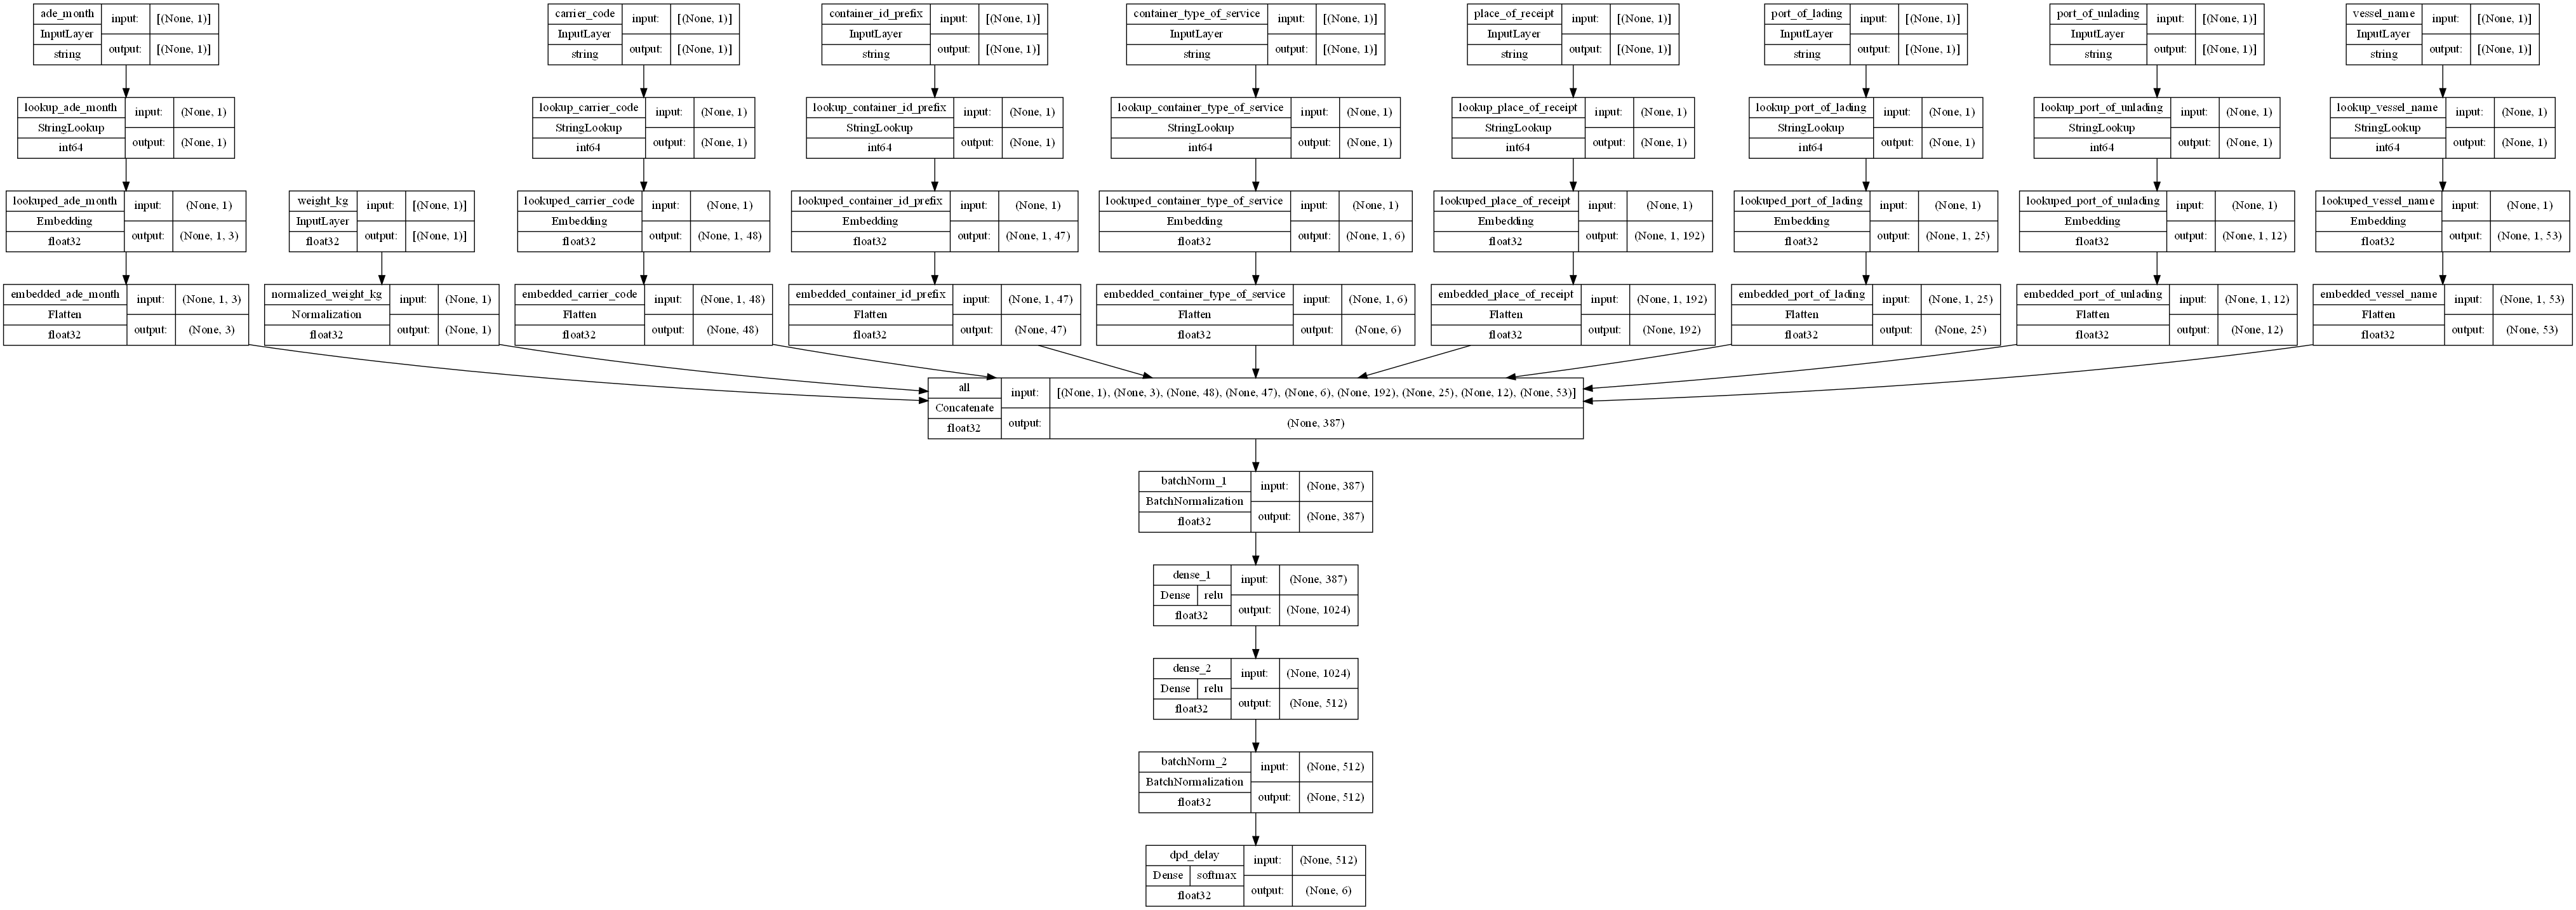 ade_month
InputLayer
string
input:
output:
[(None, 1)]
[(None, 1)]
carrier_code
InputLayer
string
input:
output:
[(None, 1)]
[(None, 1)]
container_id_prefix
InputLayer
string
input:
output:
[(None, 1)]
[(None, 1)]
container_type_of_service
InputLayer
string
input:
output:
[(None, 1)]
[(None, 1)]
place_of_receipt
InputLayer
string
input:
output:
[(None, 1)]
[(None, 1)]
port_of_lading
InputLayer
string
input:
output:
[(None, 1)]
[(None, 1)]
port_of_unlading
InputLayer
string
input:
output:
[(None, 1)]
[(None, 1)]
vessel_name
InputLayer
string
input:
output:
[(None, 1)]
[(None, 1)]
lookup_ade_month
StringLookup
int64
input:
output:
(None, 1)
(None, 1)
lookup_carrier_code
StringLookup
int64
input:
output:
(None, 1)
(None, 1)
lookup_container_id_prefix
StringLookup
int64
input:
output:
(None, 1)
(None, 1)
lookup_container_type_of_service
StringLookup
int64
input:
output:
(None, 1)
(None, 1)
lookup_place_of_receipt
StringLookup
int64
input:
output:
(None, 1)
(None, 1)
lookup_port_of_lading
StringLookup
int64
input:
output:
(None, 1)
(None, 1)
lookup_port_of_unlading
StringLookup
int64
input:
output:
(None, 1)
(None, 1)
lookup_vessel_name
StringLookup
int64
input:
output:
(None, 1)
(None, 1)
lookuped_ade_month
Embedding
float32
input:
output:
(None, 1)
(None, 1, 3)
weight_kg
InputLayer
float32
input:
output:
[(None, 1)]
[(None, 1)]
lookuped_carrier_code
Embedding
float32
input:
output:
(None, 1)
(None, 1, 48)
lookuped_container_id_prefix
Embedding
float32
input:
output:
(None, 1)
(None, 1, 47)
lookuped_container_type_of_service
Embedding
float32
input:
output:
(None, 1)
(None, 1, 6)
lookuped_place_of_receipt
Embedding
float32
input:
output:
(None, 1)
(None, 1, 192)
lookuped_port_of_lading
Embedding
float32
input:
output:
(None, 1)
(None, 1, 25)
lookuped_port_of_unlading
Embedding
float32
input:
output:
(None, 1)
(None, 1, 12)
lookuped_vessel_name
Embedding
float32
input:
output:
(None, 1)
(None, 1, 53)
embedded_ade_month
Flatten
float32
input:
output:
(None, 1, 3)
(None, 3)
normalized_weight_kg
Normalization
float32
input:
output:
(None, 1)
(None, 1)
embedded_carrier_code
Flatten
float32
input:
output:
(None, 1, 48)
(None, 48)
embedded_container_id_prefix
Flatten
float32
input:
output:
(None, 1, 47)
(None, 47)
embedded_container_type_of_service
Flatten
float32
input:
output:
(None, 1, 6)
(None, 6)
embedded_place_of_receipt
Flatten
float32
input:
output:
(None, 1, 192)
(None, 192)
embedded_port_of_lading
Flatten
float32
input:
output:
(None, 1, 25)
(None, 25)
embedded_port_of_unlading
Flatten
float32
input:
output:
(None, 1, 12)
(None, 12)
embedded_vessel_name
Flatten
float32
input:
output:
(None, 1, 53)
(None, 53)
all
Concatenate
float32
input:
output:
[(None, 1), (None, 3), (None, 48), (None, 47), (None, 6), (None, 192), (None, 25), (None, 12), (None, 53)]
(None, 387)
batchNorm_1
BatchNormalization
float32
input:
output:
(None, 387)
(None, 387)
dense_1
Dense relu
float32
input:
output:
(None, 387)
(None, 1024)
dense_2
Dense relu
float32
input:
output:
(None, 1024)
(None, 512)
batchNorm_2
BatchNormalization
float32
input:
output:
(None, 512)
(None, 512)
dpd_delay
Dense softmax
float32
input:
output:
(None, 512)
(None, 6)